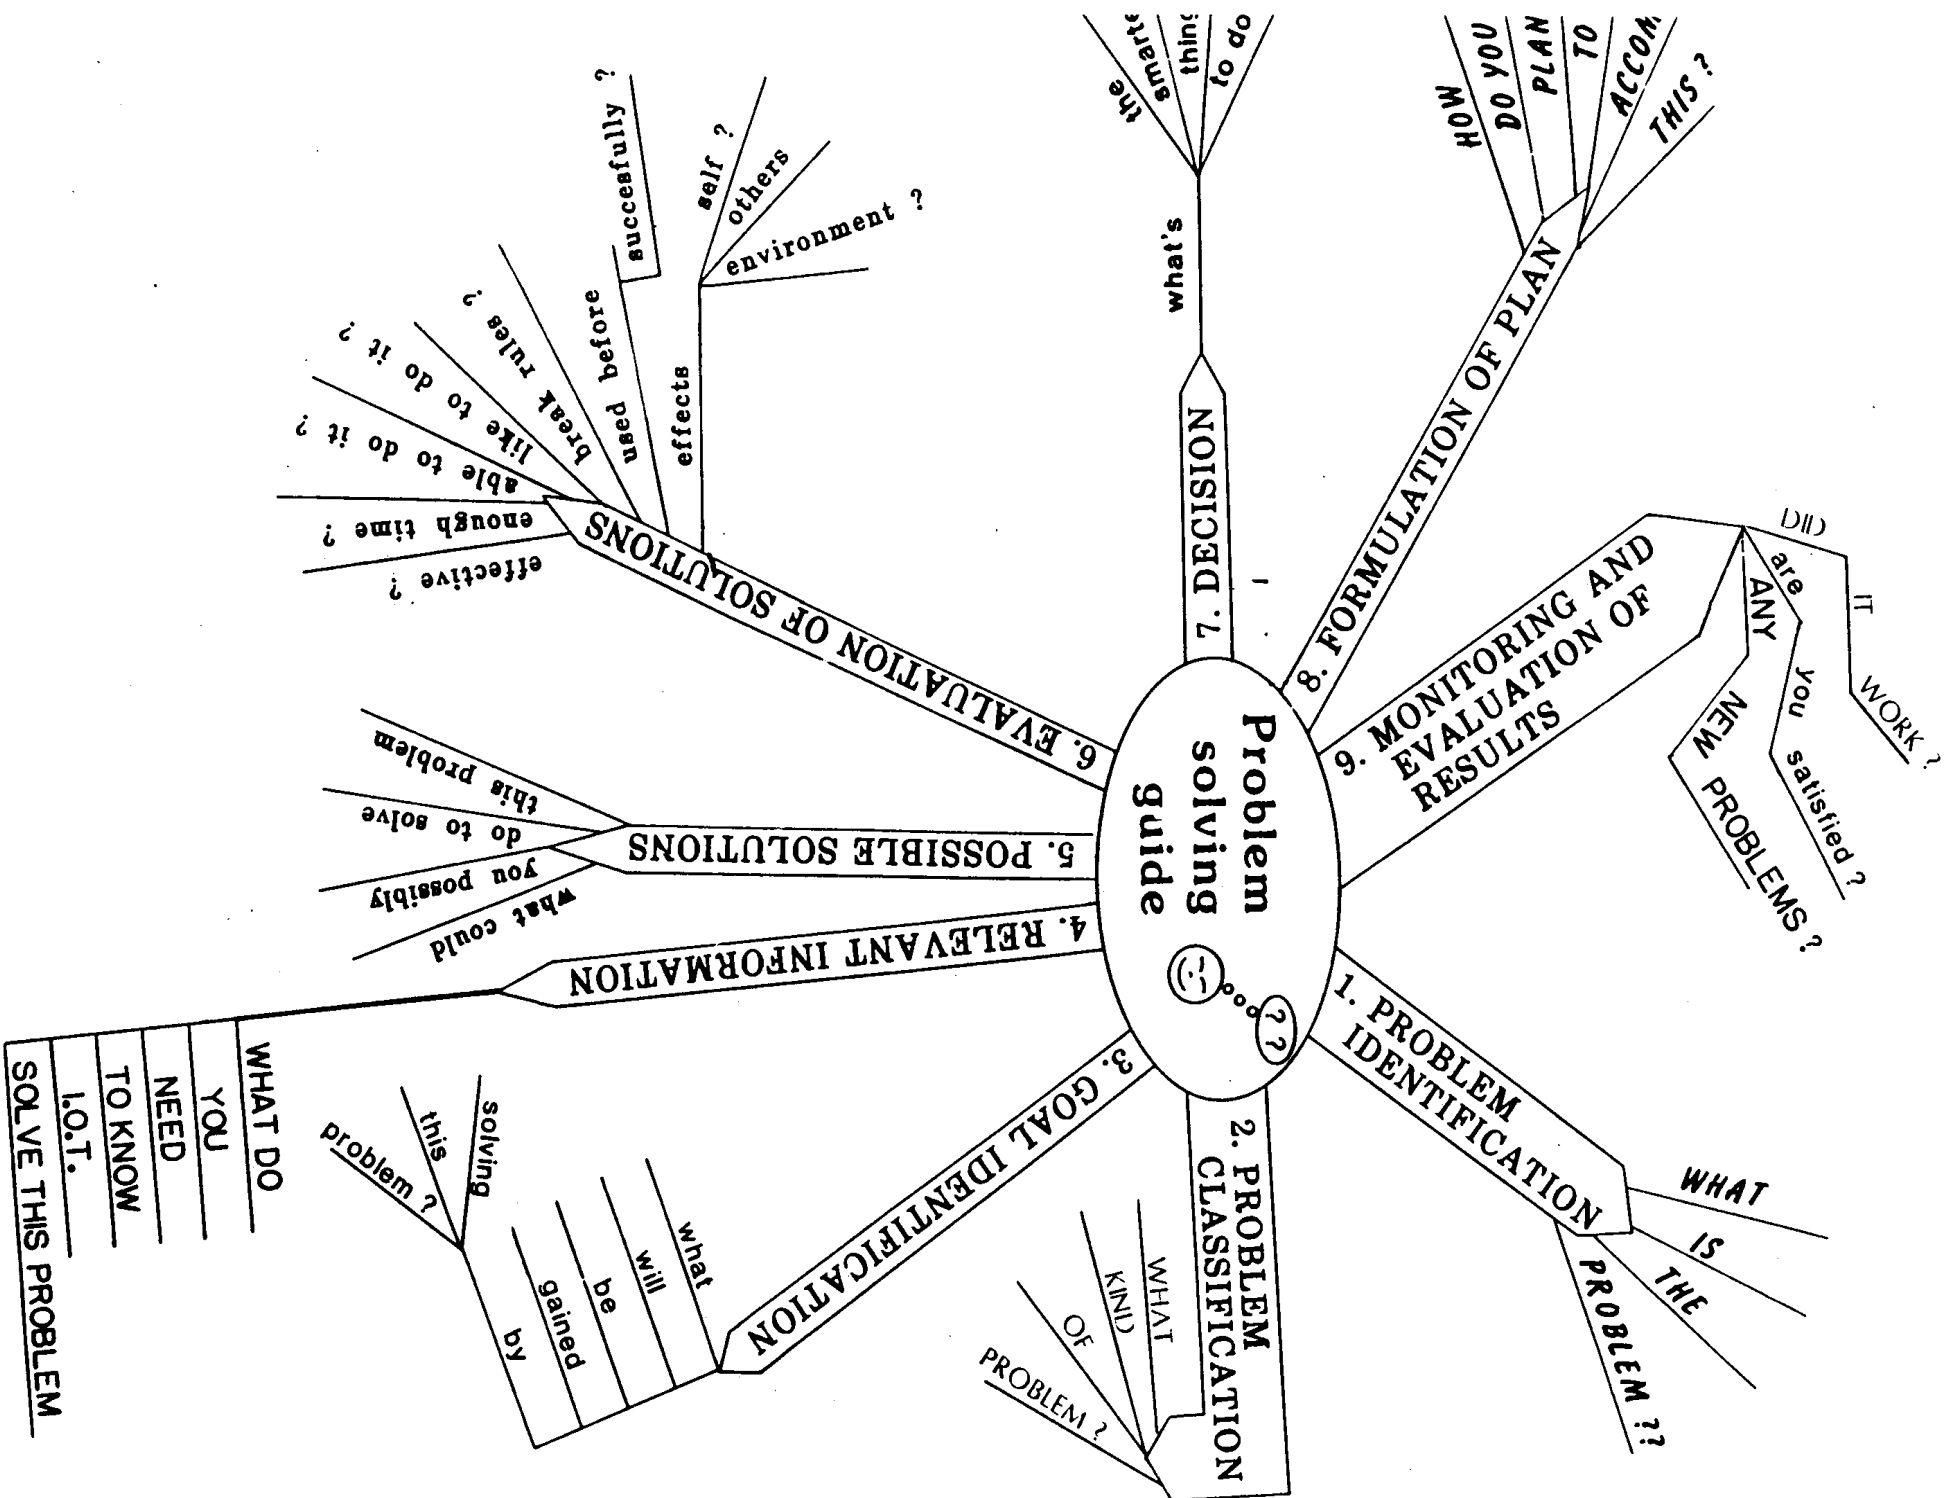 Problem
solving
guide
? ?
1. PROBLEM
IDENTIFICATION
WHAT
IS
THE
PROBLEM ??
2. PROBLEM
CLASSIFICATION
WHAT
KIND
OF
PROBLEM ?
3. GOAL IDENTIFICATION
what
will
be
gained
by
solving
this
problem ?
4. RELEVANT INFORMATION
WHAT DO
YOU
NEED
TO KNOW
I.O.T.
SOLVE THIS PROBLEM
5. POSSIBLE SOLUTIONS
what could
you possibly
do to solve
this problem
6. EVALUATION OF SOLUTIONS
effective ?
enough time ?
able to do it ?
like to do it ?
break rules ?
used before
successfully ?
effects
self ?
others
environment ?
7. DECISION
what's
the
smarte
thing
to do
8. FORMULATION OF PLAN
HOW
DO YOU
PLAN
TO
ACCOM
THIS ?
9. MONITORING AND
EVALUATION OF
RESULTS
DID
IT
WORK ?
are
you
satisfied ?
ANY
NEW
PROBLEMS ?